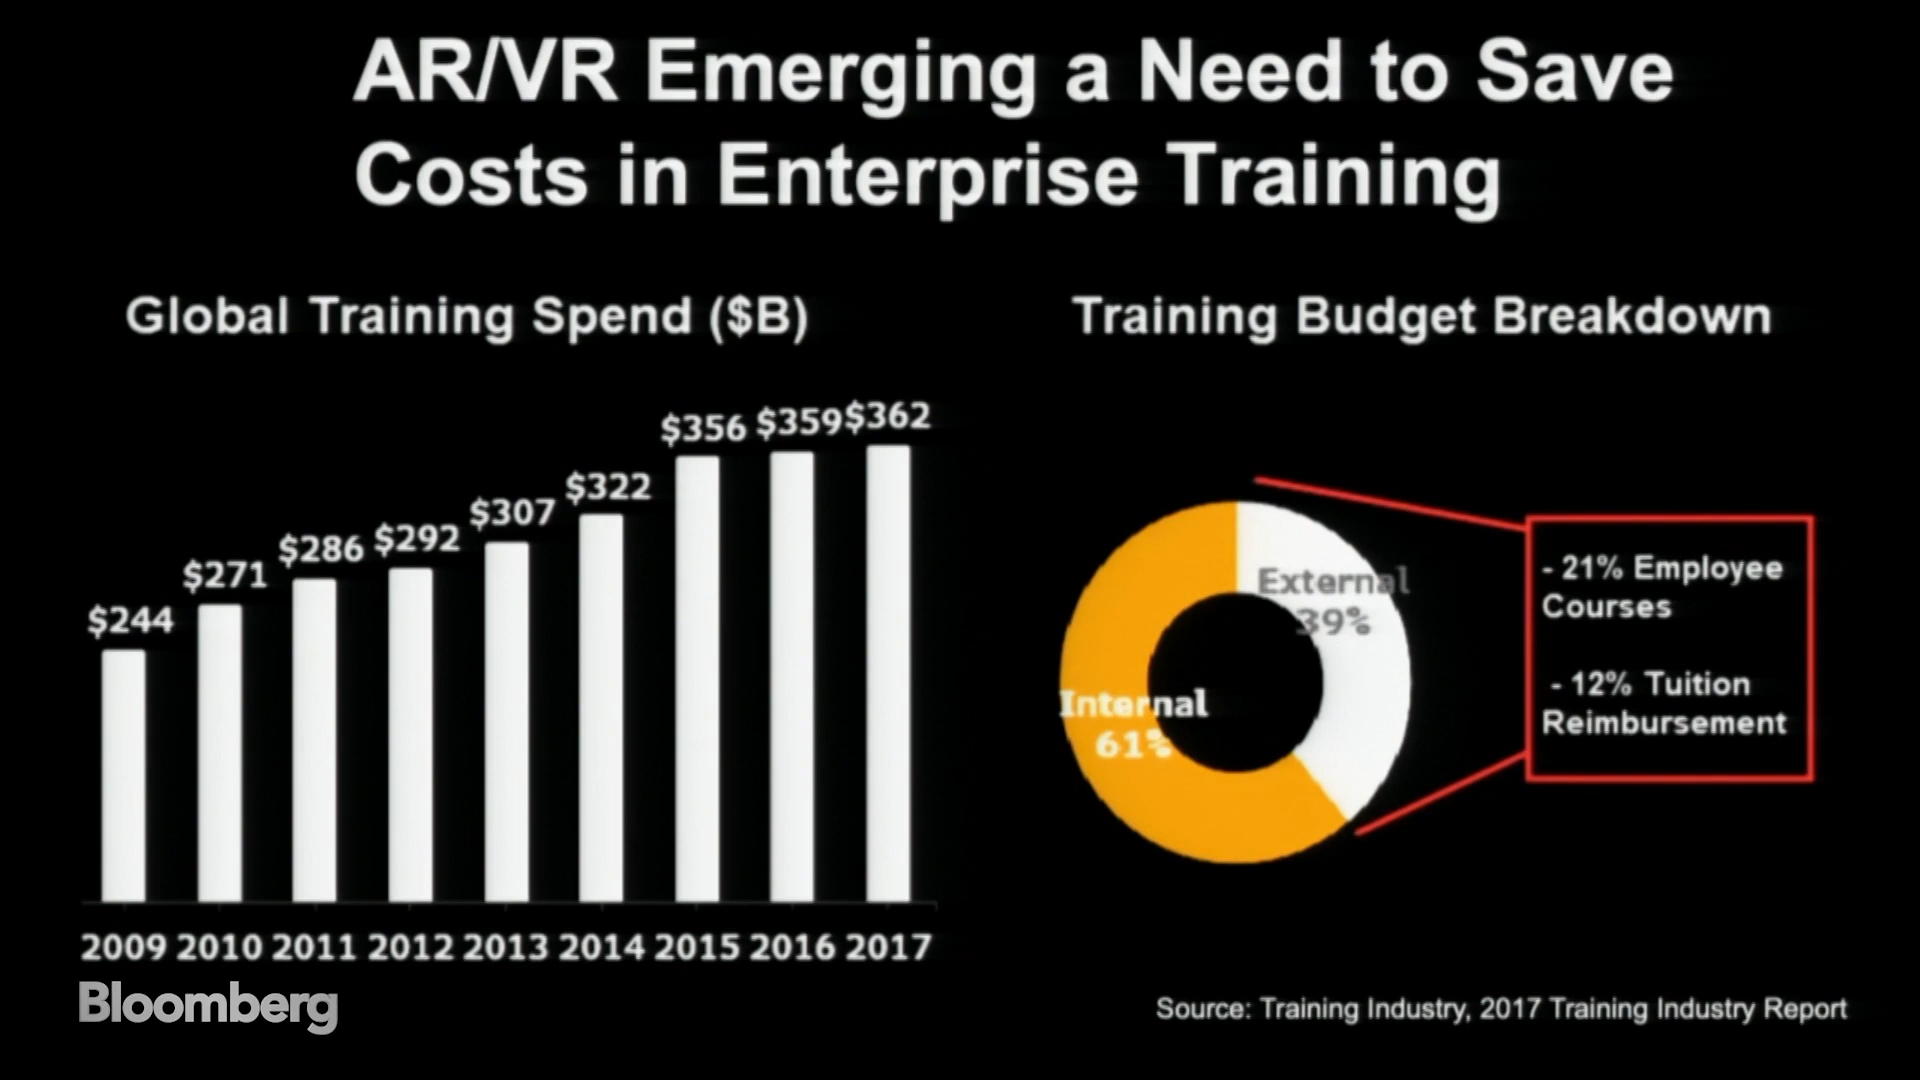 AR/VR Emerging a Need to Save
Costs in Enterprise Training
Global Training Spend ($B)
$244
$271
$286
$292
$307
$322
$356
$359
$362
2009 2010 2011 2012 2013 2014 2015 2016 2017
Training Budget Breakdown
External
39%
Internal
61%
- 21% Employee
Courses
- 12% Tuition
Reimbursement
Bloomberg
Source: Training Industry, 2017 Training Industry Report